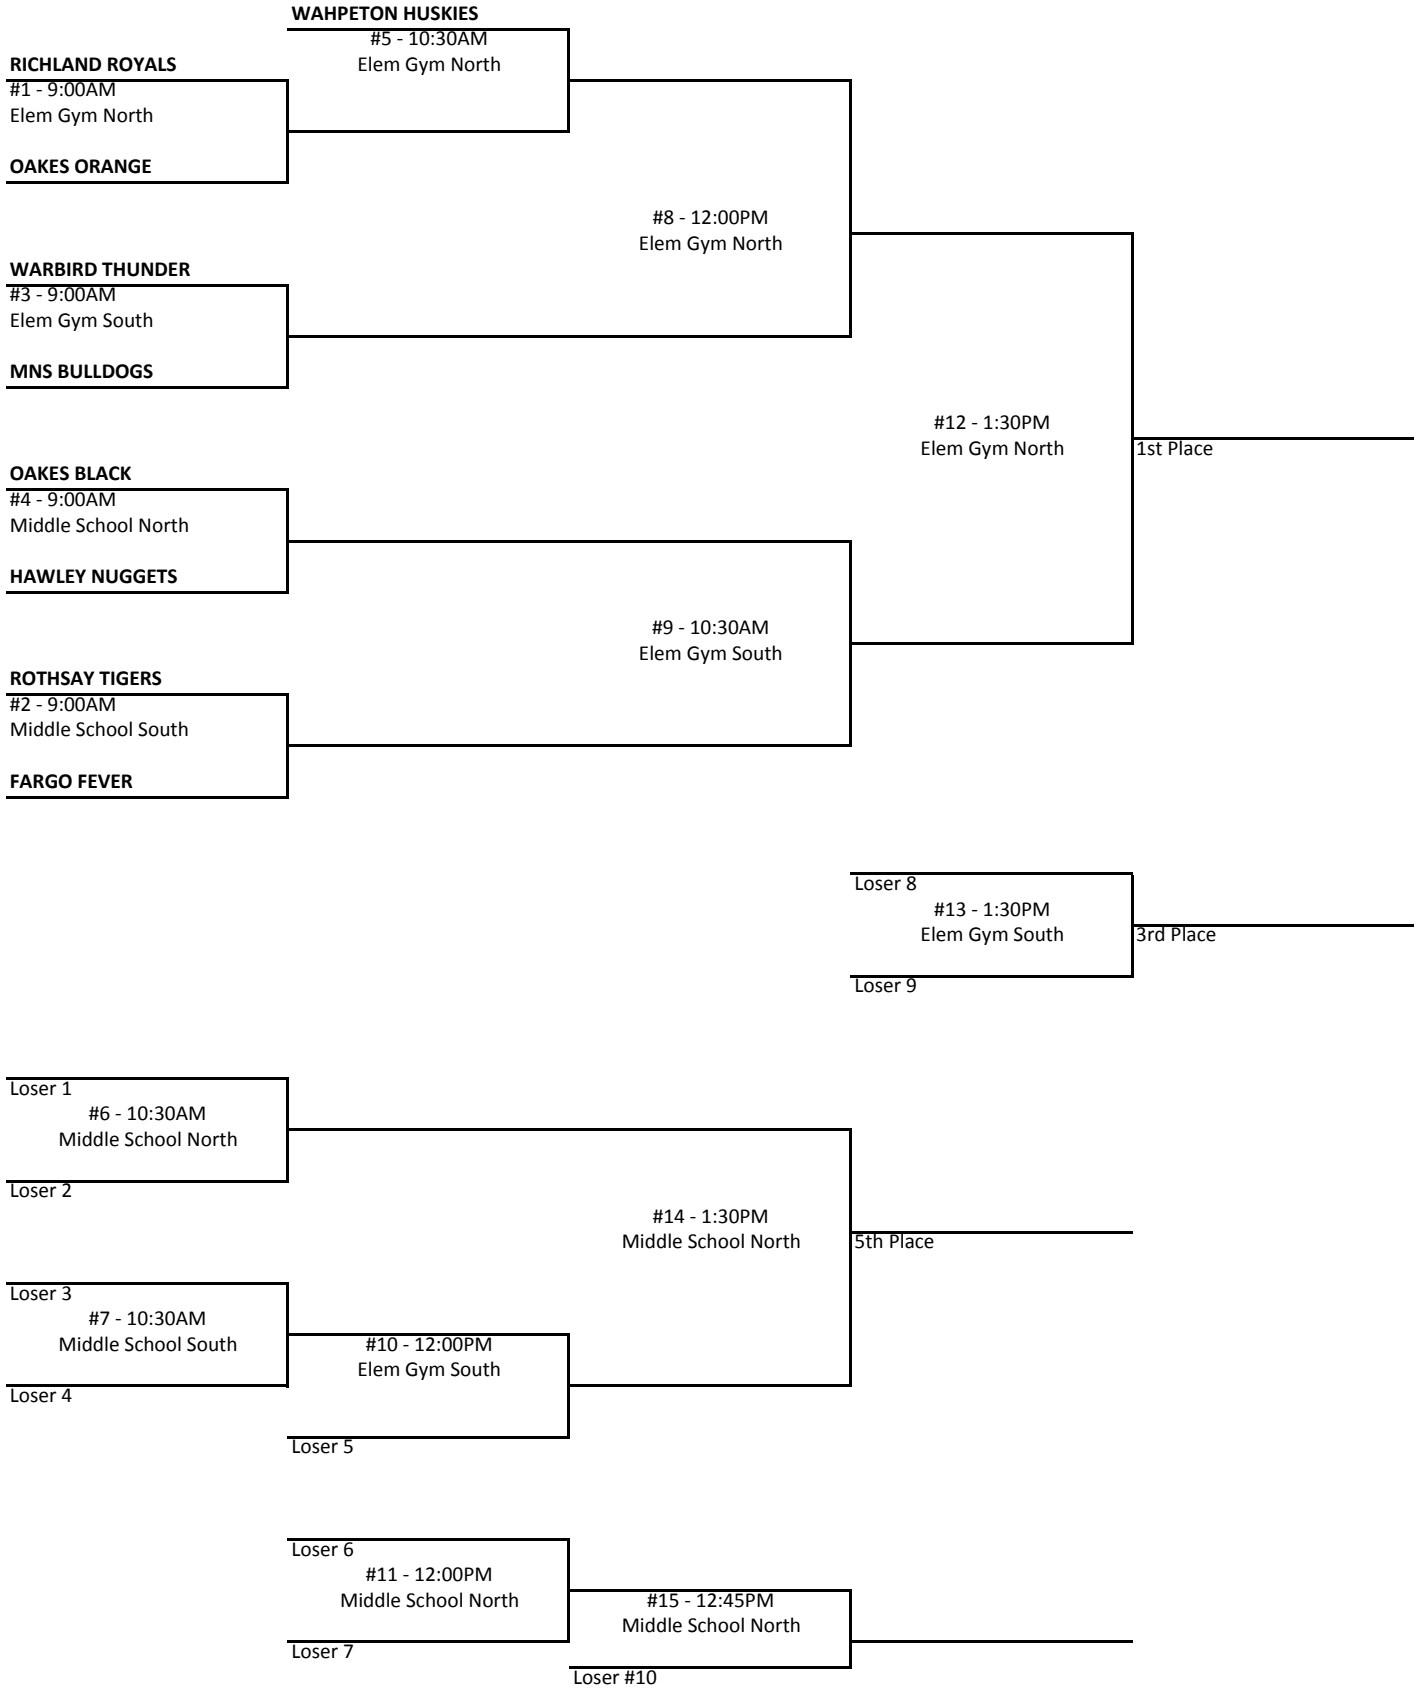 WAHPETON HUSKIES
#5 - 10:30AM
Elem Gym North
RICHLAND ROYALS
#1 - 9:00AM
Elem Gym North
OAKES ORANGE
#8 - 12:00PM
Elem Gym North
WARBIRD THUNDER
#3 - 9:00AM
Elem Gym South
MNS BULLDOGS
#12 - 1:30PM
Elem Gym North
1st Place
OAKES BLACK
#4 - 9:00AM
Middle School North
HAWLEY NUGGETS
#9 - 10:30AM
Elem Gym South
ROTHSAY TIGERS
#2 - 9:00AM
Middle School South
FARGO FEVER
Loser 8
#13 - 1:30PM
Elem Gym South
3rd Place
Loser 9
Loser 1
#6 - 10:30AM
Middle School North
Loser 2
#14 - 1:30PM
Middle School North
5th Place
Loser 3
#7 - 10:30AM
Middle School South
Loser 4
#10 - 12:00PM
Elem Gym South
Loser 5
Loser 6
#11 - 12:00PM
Middle School North
Loser 7
#15 - 12:45PM
Middle School North
Loser #10